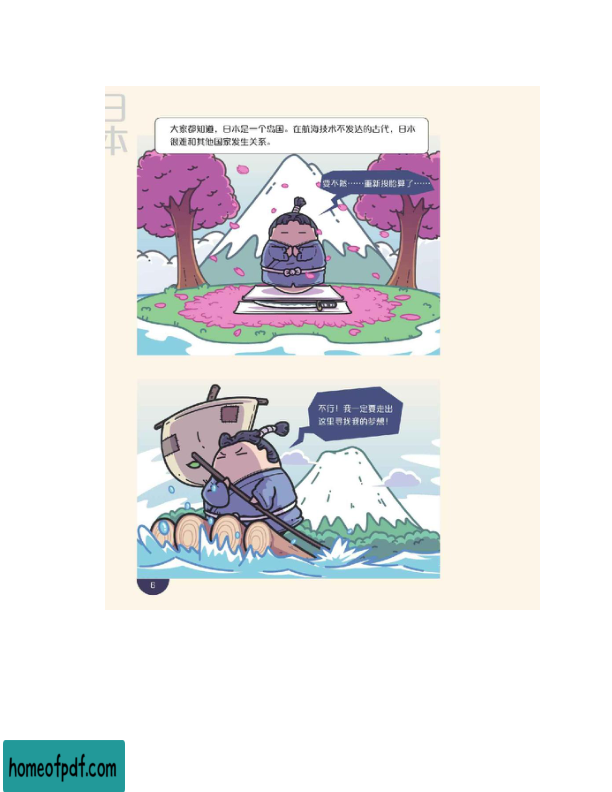 日本
大家都知道，日本是一个岛国。在航海技术不发达的古代，日本
很难和其他国家发生关系。
要不您……重新投胎算了……
不行！我一定要走出
这里寻找我的梦想！
6
homeofpdf.com